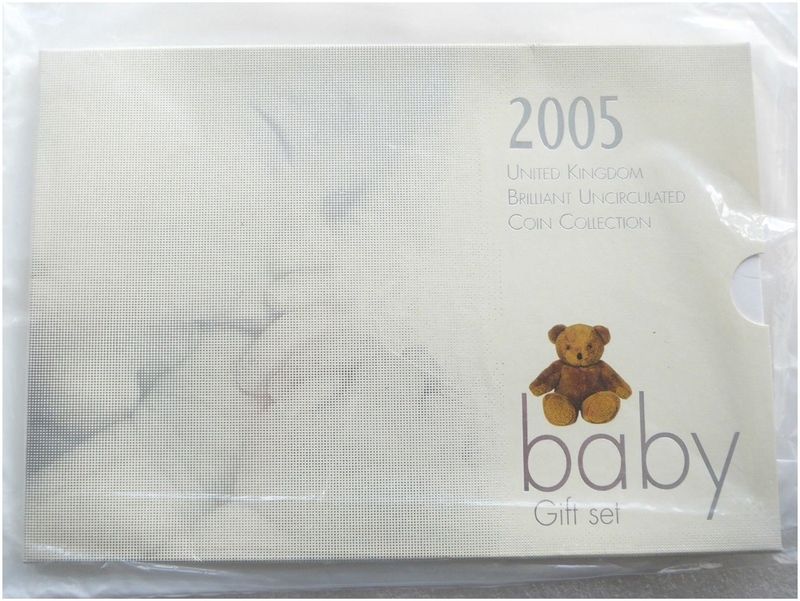 2005
United Kingdom
Brilliant Uncirculated
Coin Collection
baby
Gift set